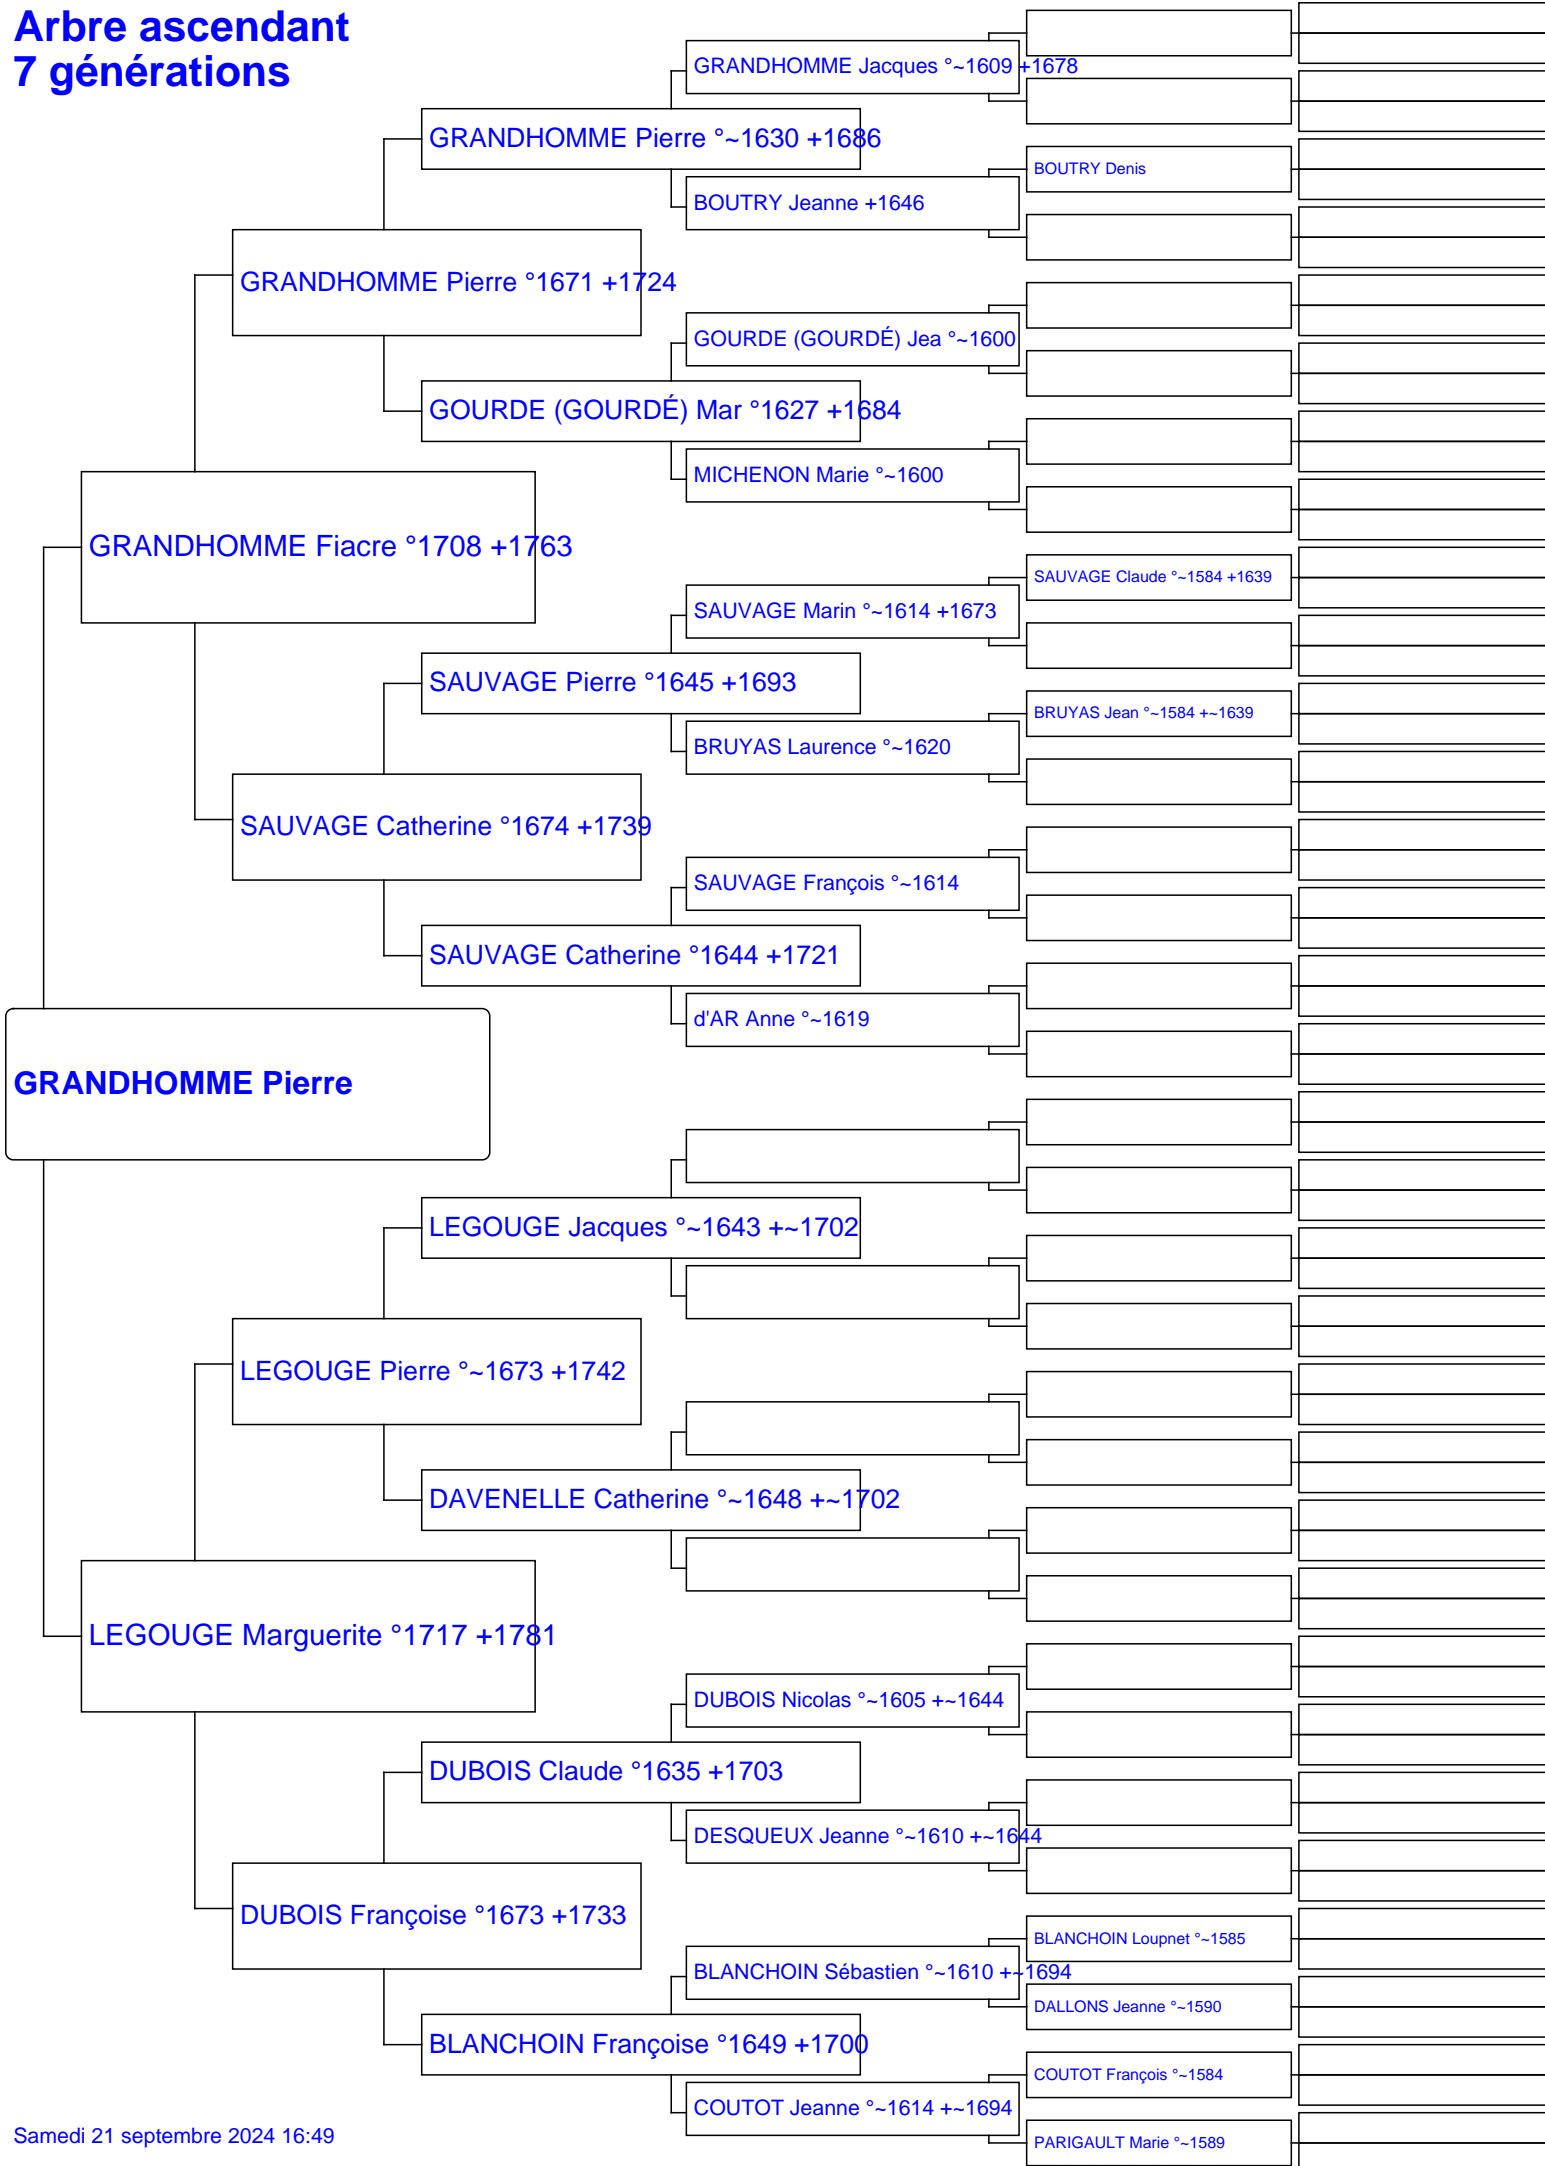 Arbre ascendant
7 générations
GRANDHOMME Jacques °~1609 +1678
GRANDHOMME Pierre °~1630 +1686
BOUTRY Denis
BOUTRY Jeanne +1646
GRANDHOMME Pierre °1671 +1724
GOURDE (GOURDÉ) Jea °~1600
GOURDE (GOURDÉ) Mar °1627 +1684
MICHENON Marie °~1600
GRANDHOMME Fiacre °1708 +1763
SAUVAGE Claude °~1584 +1639
SAUVAGE Marin °~1614 +1673
SAUVAGE Pierre °1645 +1693
BRUYAS Jean °~1584 +~1639
BRUYAS Laurence °~1620
SAUVAGE Catherine °1674 +1739
SAUVAGE François °~1614
SAUVAGE Catherine °1644 +1721
d'AR Anne °~1619
GRANDHOMME Pierre
LEGOUGE Jacques °~1643 +~1702
LEGOUGE Pierre °~1673 +1742
DAVENELLE Catherine °~1648 +~1702
LEGOUGE Marguerite °1717 +1781
DUBOIS Nicolas °~1605 +~1644
DUBOIS Claude °1635 +1703
DESQUEUX Jeanne °~1610 +~1644
DUBOIS Françoise °1673 +1733
BLANCHOIN Loupnet °~1585
BLANCHOIN Sébastien °~1610 +~1694
DALLONS Jeanne °~1590
BLANCHOIN Françoise °1649 +1700
COUTOT François °~1584
COUTOT Jeanne °~1614 +~1694
PARIGAULT Marie °~1589
Samedi 21 septembre 2024 16:49